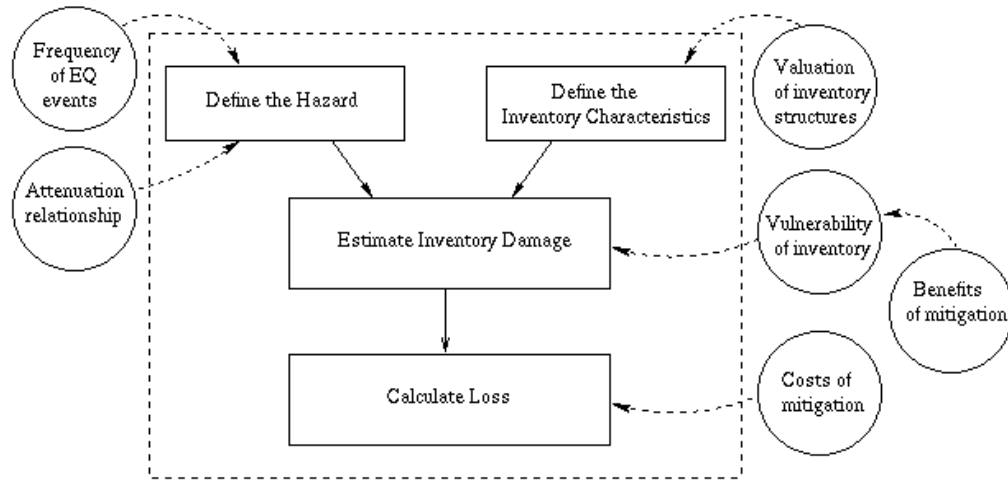 Frequency
of EQ
events
Define the Hazard
Define the
Inventory Characteristics
Valuation
of inventory
structures
Attenuation
relationship
Estimate Inventory Damage
Vulnerability
of inventory
Benefits
of mitigation
Calculate Loss
Costs of
mitigation